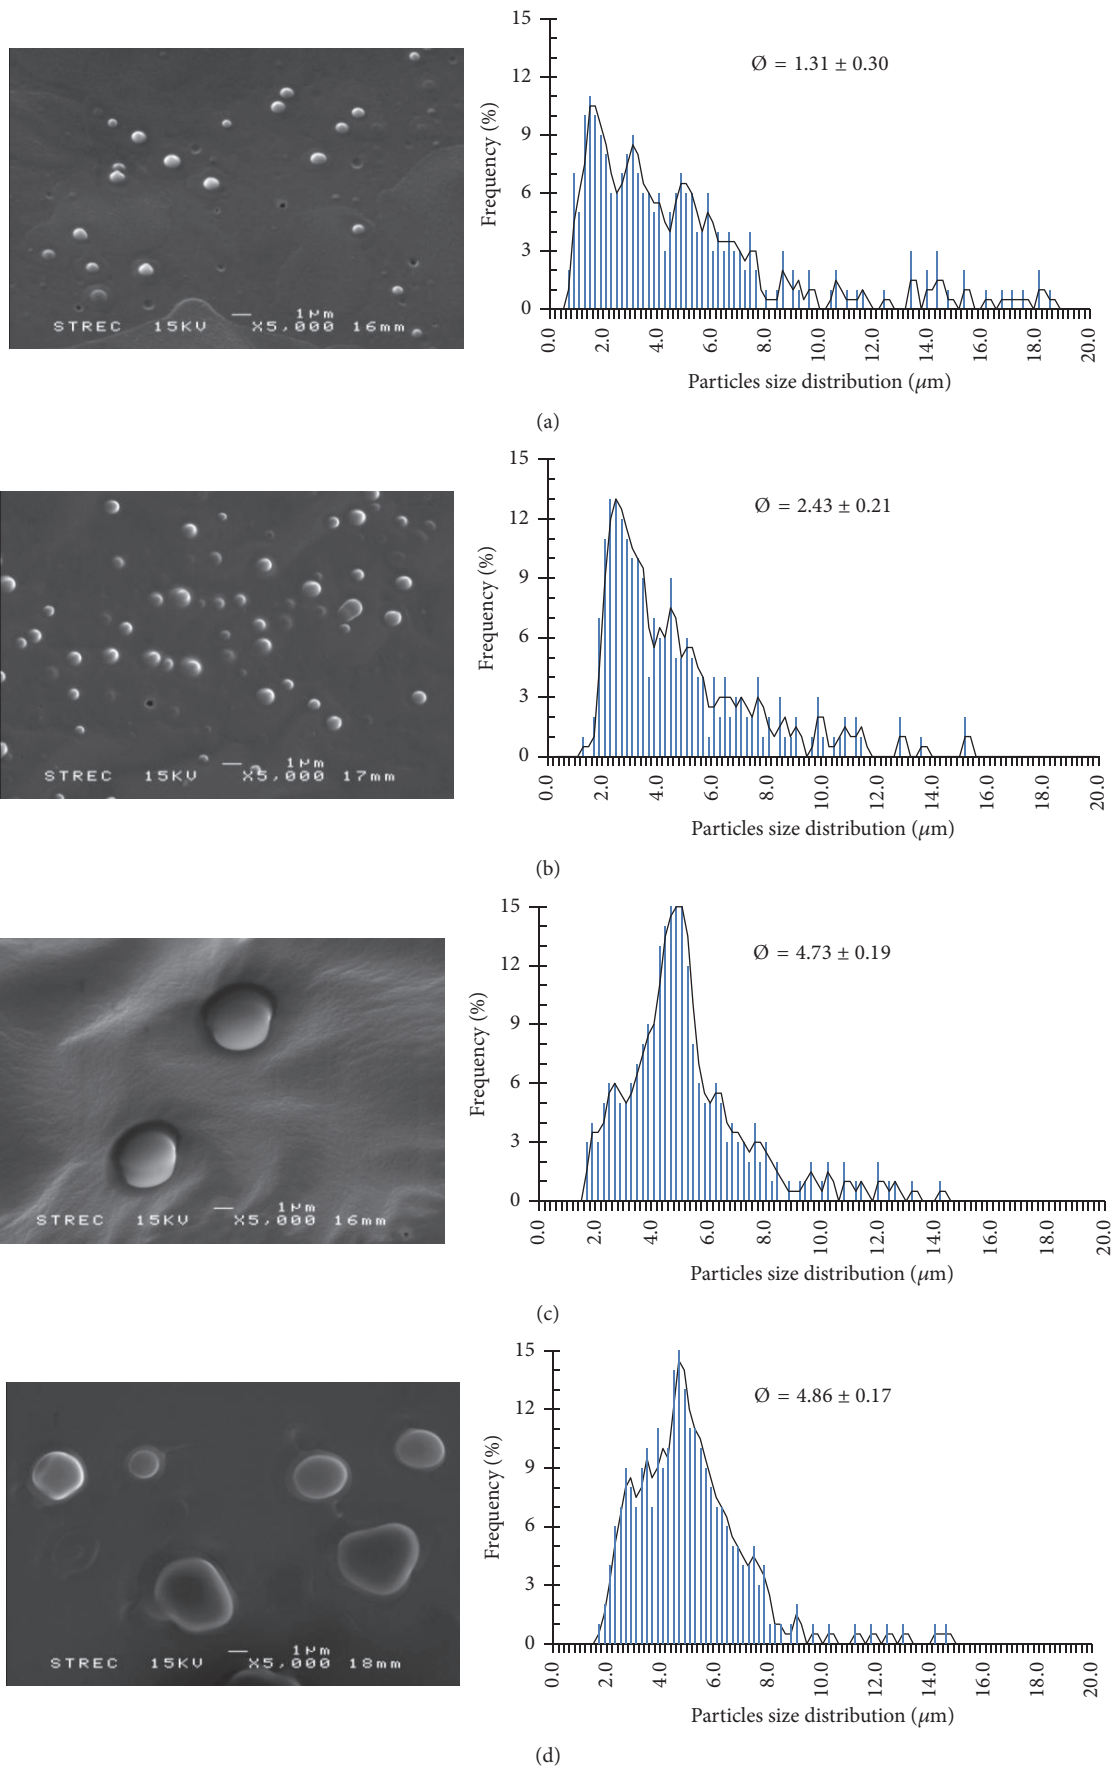 15
12
9
6
3
0
Frequency (%)
Ø = 1.31 ± 0.30
0.0
2.0
4.0
6.0
8.0
10.0
12.0
14.0
16.0
18.0
20.0
Particles size distribution (μm)
1μm
STREC 15KV X5,000 16mm
(a)
15
12
9
6
3
0
Frequency (%)
Ø = 2.43 ± 0.21
0.0
2.0
4.0
6.0
8.0
10.0
12.0
14.0
16.0
18.0
20.0
Particles size distribution (μm)
1μm
STREC 15KV X5,000 17mm
(b)
15
12
9
6
3
0
Frequency (%)
Ø = 4.73 ± 0.19
0.0
2.0
4.0
6.0
8.0
10.0
12.0
14.0
16.0
18.0
20.0
Particles size distribution (μm)
1μm
STREC 15KV X5,000 16mm
(c)
15
12
9
6
3
0
Frequency (%)
Ø = 4.86 ± 0.17
0.0
2.0
4.0
6.0
8.0
10.0
12.0
14.0
16.0
18.0
20.0
Particles size distribution (μm)
1μm
STREC 15KV X5,000 18mm
(d)